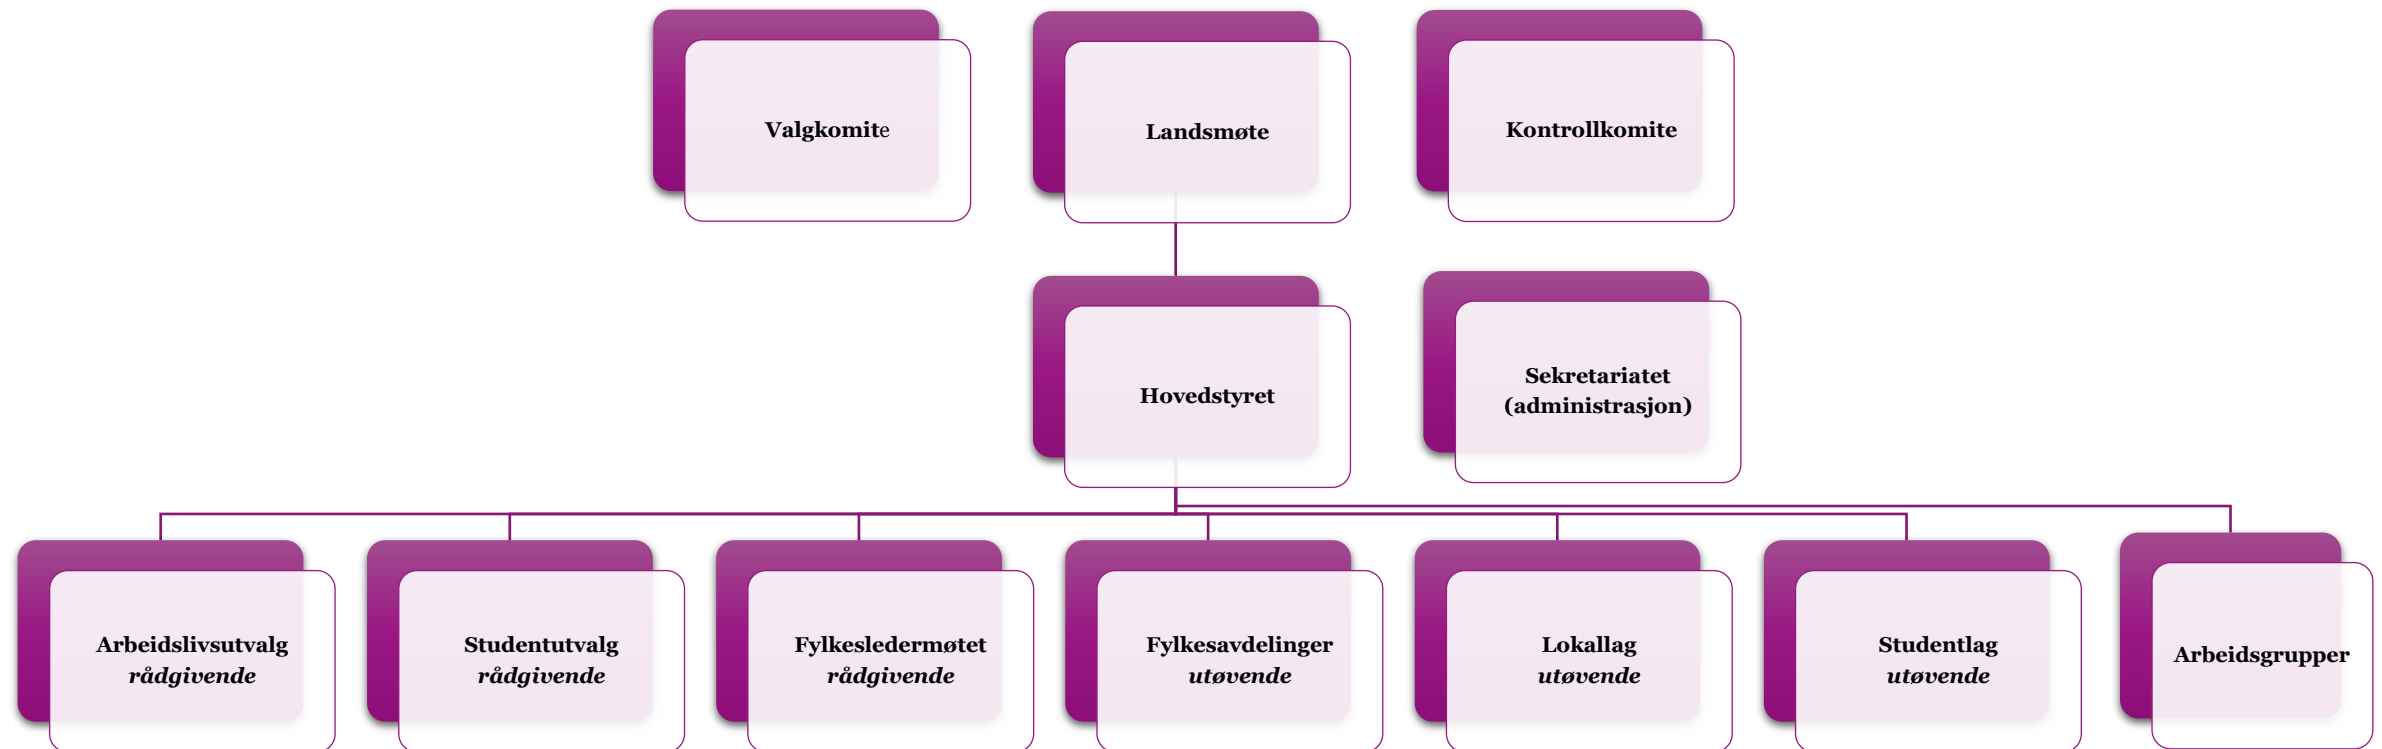 Valgkomite
Landsmøte
Kontrollkomite
Hovedstyret
Sekretariatet
(administrasjon)
Arbeidslivsutvalg
rådgivende
Studentutvalg
rådgivende
Fylkesledermøtet
rådgivende
Fylkesavdelinger
utøvende
Lokallag
utøvende
Studentlag
utøvende
Arbeidsgrupper